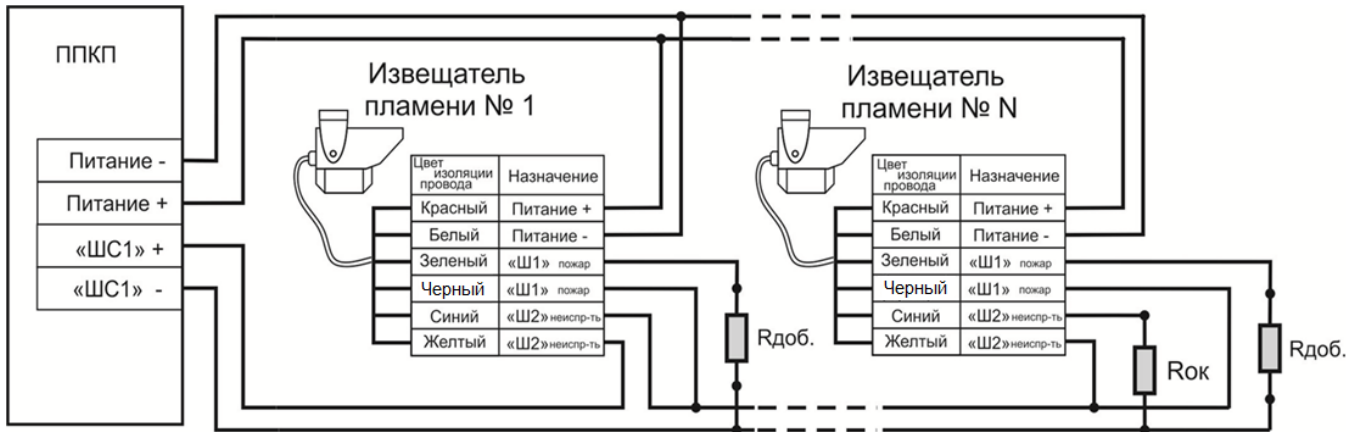 ППКП
Питание -
Питание +
«ШС1» +
«ШС1» -
Извещатель
пламени № 1
Цвет
изоляции
провода
Назначение
Красный Питание +
Белый Питание -
Зеленый «Ш1» пожар
Черный «Ш1» пожар
Синий «Ш2» неиспр-ть
Желтый «Ш2» неиспр-ть
Rдоб.
Извещатель
пламени № N
Цвет
изоляции
провода
Назначение
Красный Питание +
Белый Питание -
Зеленый «Ш1» пожар
Черный «Ш1» пожар
Синий «Ш2» неиспр-ть
Желтый «Ш2» неиспр-ть
Rок
Rдоб.